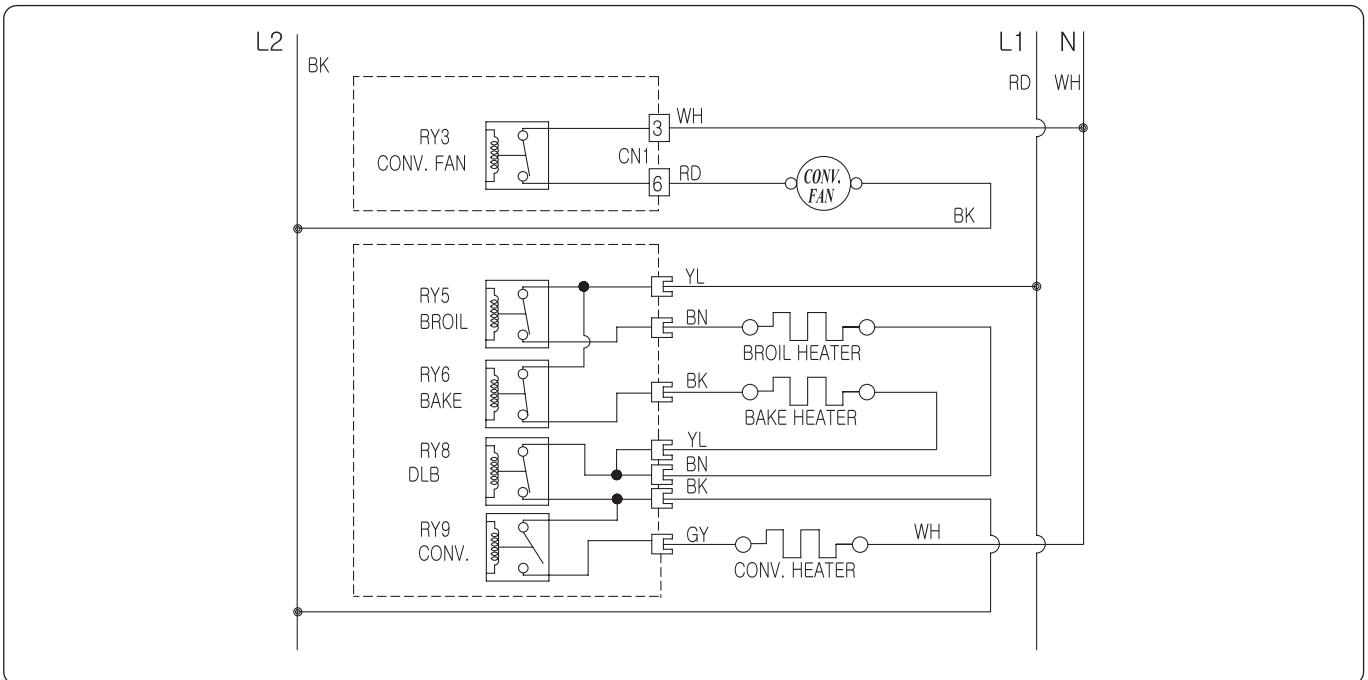 L2
L1 N
BK
RD WH
RY3
CONV. FAN
3 WH
CN1
6 RD
CONV.
FAN
BK
RY5
BROIL
YL
BN
BROIL HEATER
RY6
BAKE
BK
BAKE HEATER
RY8
DLB
YL
BN
BK
RY9
CONV.
GY
WH
CONV. HEATER